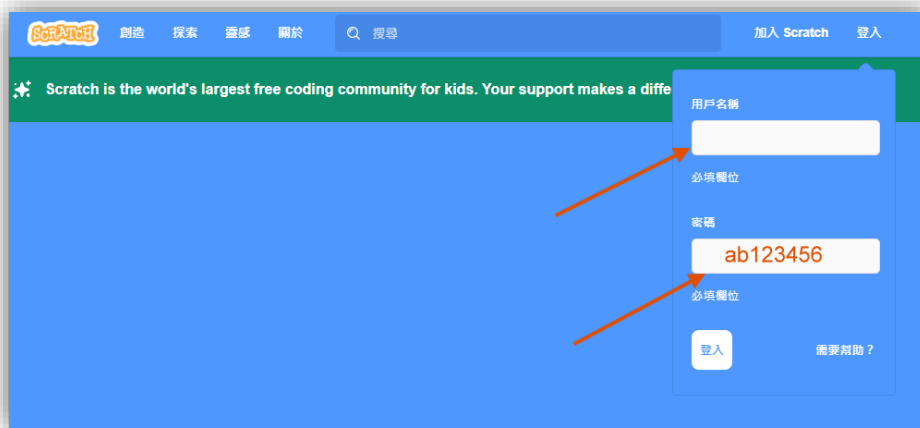 SCRATCH 創造 探索 靈感 關於 搜尋 加入 Scratch 登入
Scratch is the world's largest free coding community for kids. Your support makes a diffe
用戶名稱
必填欄位
密碼
ab123456
必填欄位
登入 需要幫助？